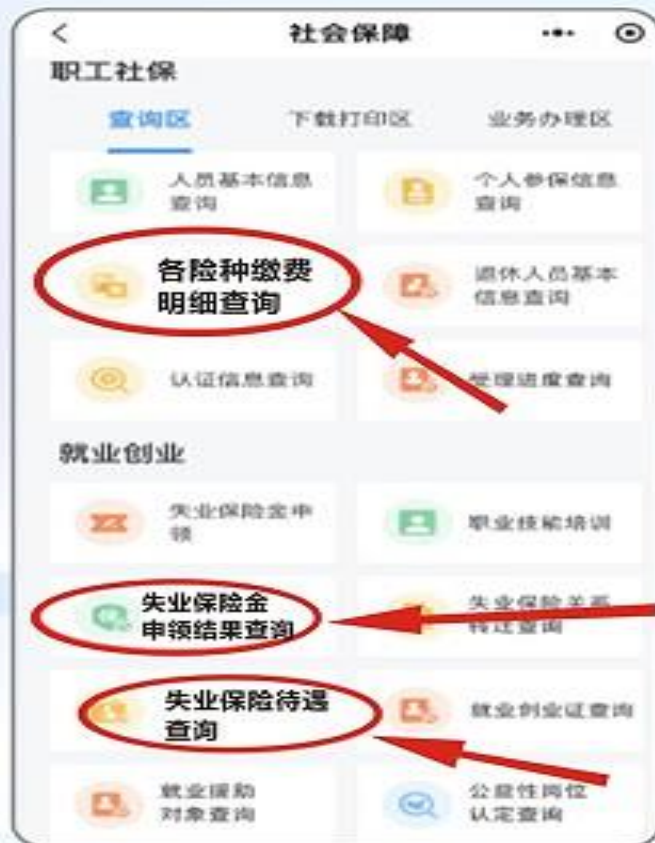 社会保障
职工社保
查询区 下载打印区 业务办理区
人员基本信息
查询
个人参保信息
查询
各险种缴费
明细查询
退休人员基本
信息查询
认证信息查询
受理进度查询
就业创业
失业保险金申
领
职业技能培训
失业保险金
申领结果查询
失业保险关系
转迁查询
失业保险待遇
查询
就业创业证查询
就业援助
对象查询
公益性岗位
认定查询